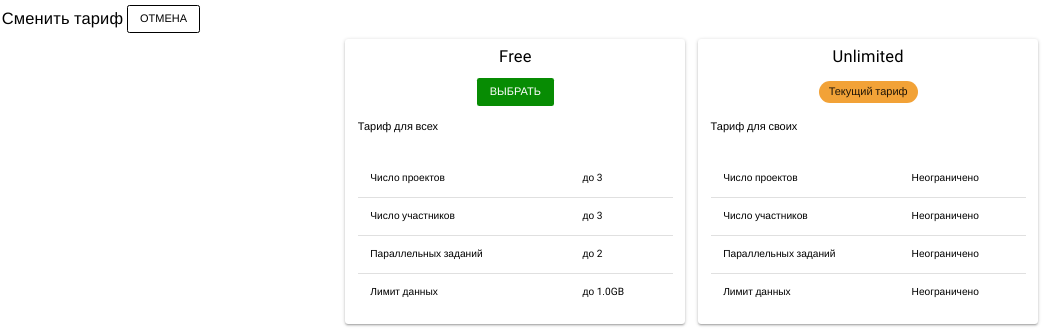 Сменить тариф ОТМЕНА
Free
ВЫБРАТЬ
Тариф для всех
Число проектов до 3
Число участников до 3
Параллельных заданий до 2
Лимит данных до 1.0GB
Unlimited
Текущий тариф
Тариф для своих
Число проектов Неограничено
Число участников Неограничено
Параллельных заданий Неограничено
Лимит данных Неограничено